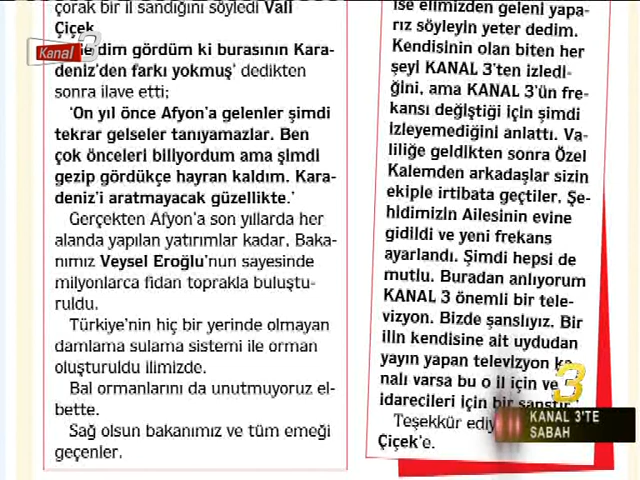 çorak bir il sandığını söyledi Vali
Çiçek.
dim gördüm ki burasının Kara-
deniz'den farkı yokmuş' dedikten
sonra ilave etti;
'On yıl önce Afyon'a gelenler şimdi
tekrar gelseler tanıyamazlar. Ben
çok önceleri biliyordum ama şimdi
gezip gördükçe hayran kaldım. Kara-
deniz'i aratmayacak güzellikte.'
Gerçekten Afyon'a son yıllarda her
alanda yapılan yatırımlar kadar, Baka-
nımız Veysel Eroğlu'nun sayesinde
milyonlarca fidan toprakla buluştu-
ruldu.
Türkiye'nin hiç bir yerinde olmayan
damlama sulama sistemi ile orman
oluşturuldu ilimizde.
Bal ormanlarını da unutmuyoruz el-
bette.
Sağ olsun bakanımız ve tüm emeği
geçenler.
ise elimizden geleni yapa-
rız söyleyin yeter dedim.
Kendisinin olan biten her
şeyi KANAL 3'ten izledi-
ğini, ama KANAL 3'ün fre-
kansı değiştiği için şimdi
izleyemediğini anlattı. Va-
liliğe geldikten sonra Özel
Kalemden arkadaşlar sizin
ekiple irtibata geçtiler, Şe-
hidimizin Ailesinin evine
gidildi ve yeni frekans
ayarlandı. Şimdi hepsi de
mutlu. Buradan anlıyorum
KANAL 3 önemli bir tele-
vizyon. Bizde şanslıyız. Bir
ilin kendisine ait uydudan
yayın yapan televizyon ka-
nalı varsa bu o il için ve
idarecileri için bir şanstır.'
Teşekkür ediy
Çiçek'e.
Kanal 3
3
KANAL 3'TE
SABAH